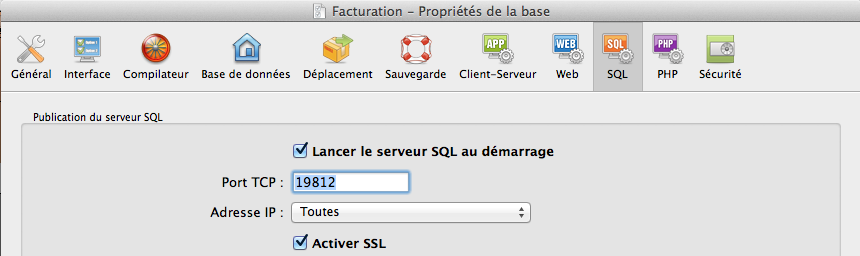 Facturation – Propriétés de la base
APP WEB SQL PHP
Général Interface Compilateur Base de données Déplacement Sauvegarde Client-Serveur Web SQL PHP Sécurité
Publication du serveur SQL
Lancer le serveur SQL au démarrage
Port TCP : 19812
Adresse IP : Toutes
Activer SSL